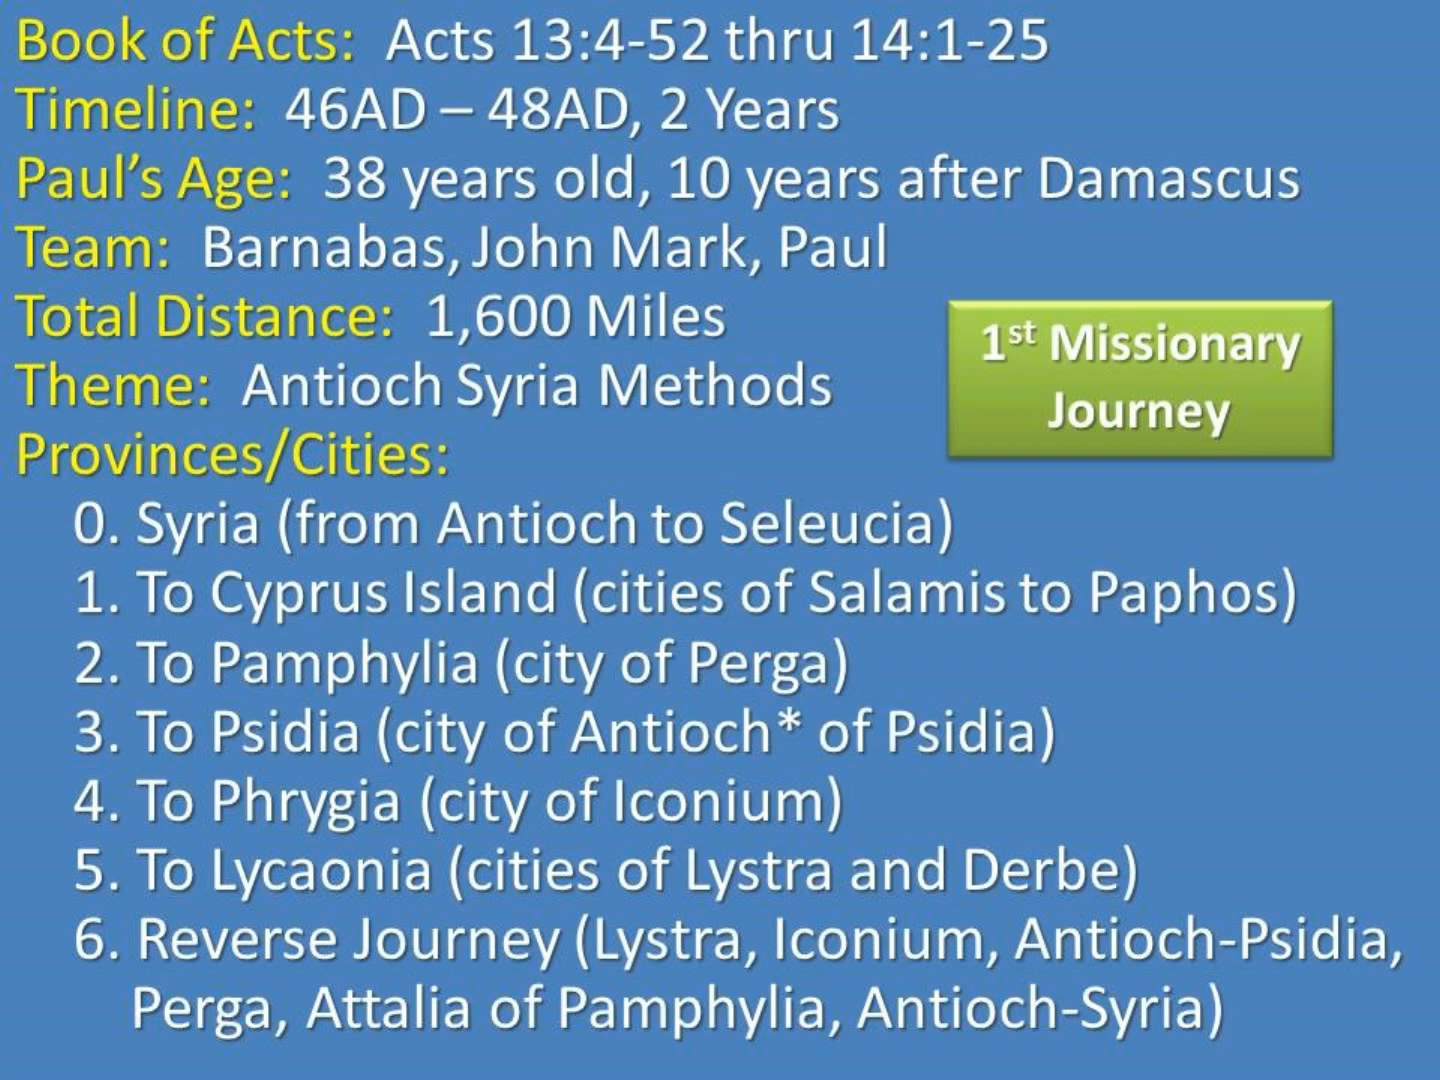 Book of Acts: Acts 13:4-52 thru 14:1-25
Timeline: 46AD – 48AD, 2 Years
Paul's Age: 38 years old, 10 years after Damascus
Team: Barnabas, John Mark, Paul
Total Distance: 1,600 Miles
Theme: Antioch Syria Methods
1st Missionary
Journey
Provinces/Cities:
0. Syria (from Antioch to Seleucia)
1. To Cyprus Island (cities of Salamis to Paphos)
2. To Pamphylia (city of Perga)
3. To Psidia (city of Antioch* of Psidia)
4. To Phrygia (city of Iconium)
5. To Lycaonia (cities of Lystra and Derbe)
6. Reverse Journey (Lystra, Iconium, Antioch-Psidia,
Perga, Attalia of Pamphylia, Antioch-Syria)